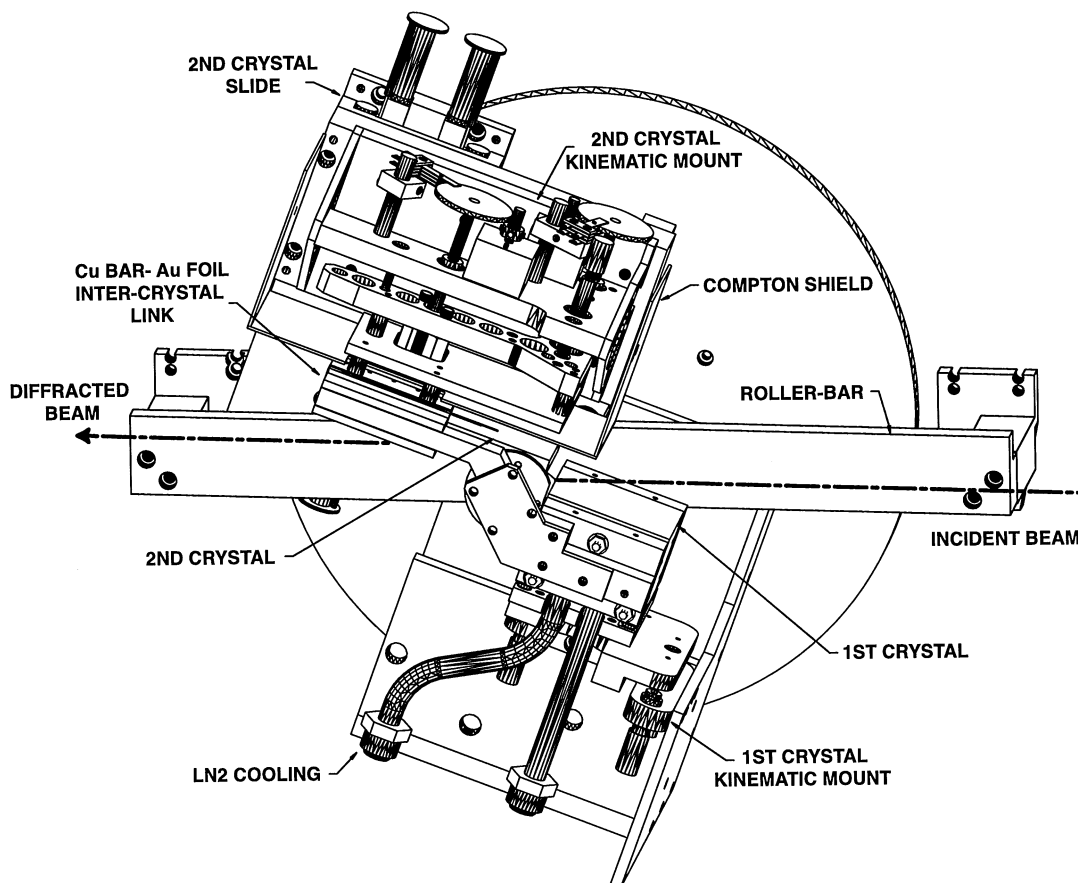 2ND CRYSTAL
SLIDE
2ND CRYSTAL
KINEMATIC MOUNT
Cu BAR- Au FOIL
INTER-CRYSTAL
LINK
COMPTON SHIELD
DIFFRACTED
BEAM
ROLLER-BAR
INCIDENT BEAM
2ND CRYSTAL
1ST CRYSTAL
LN2 COOLING
1ST CRYSTAL
KINEMATIC MOUNT